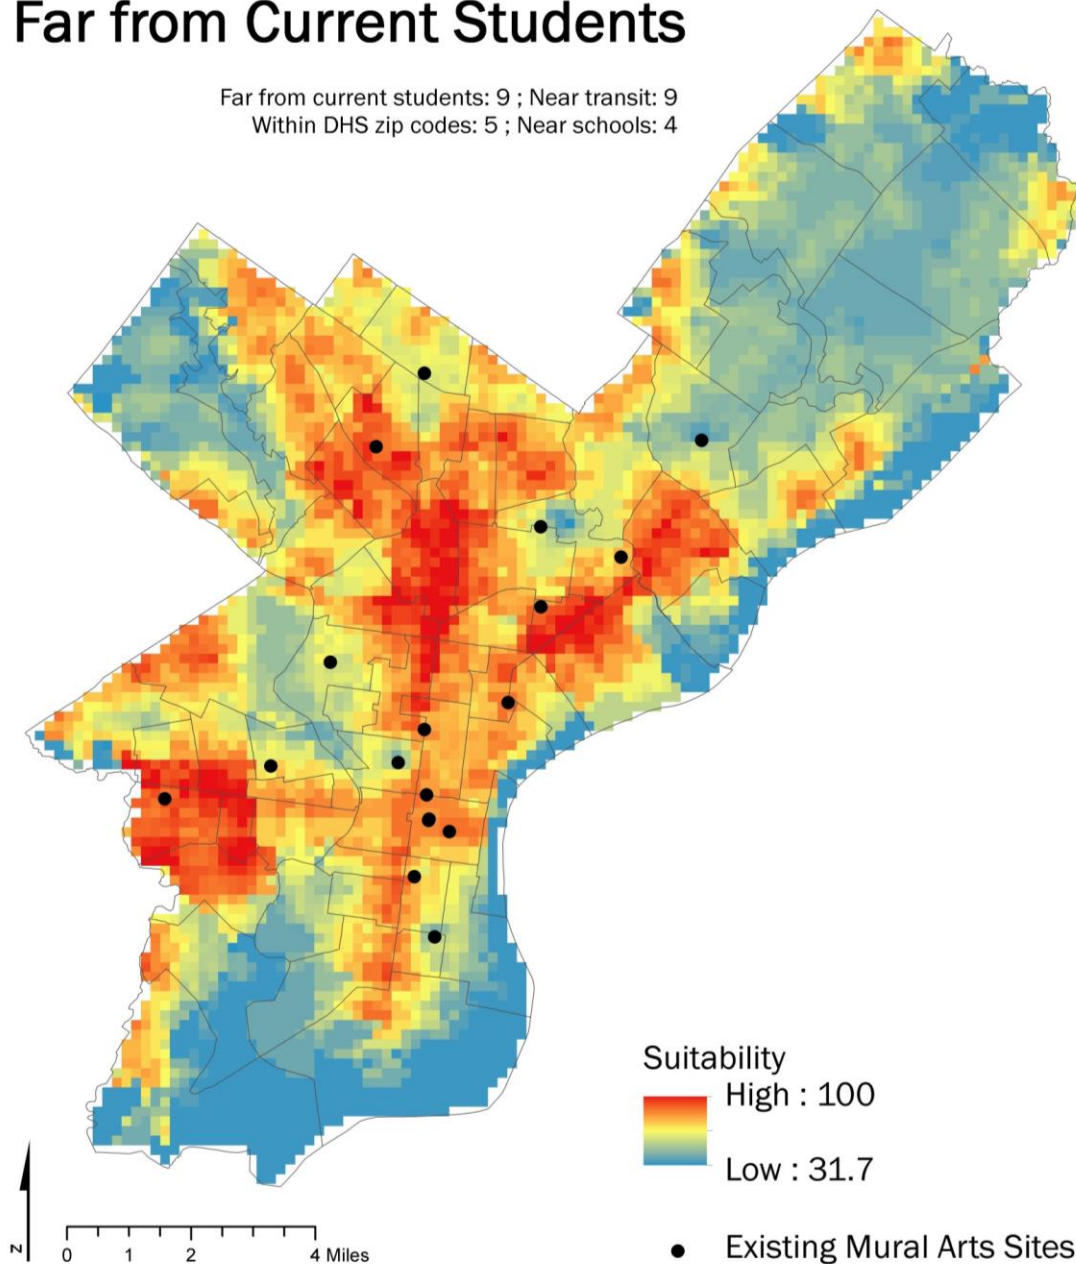 Far from Current Students
Far from current students: 9 ; Near transit: 9
Within DHS zip codes: 5 ; Near schools: 4
Suitability
High : 100
Low : 31.7
Existing Mural Arts Sites
N
0 1 2 4 Miles